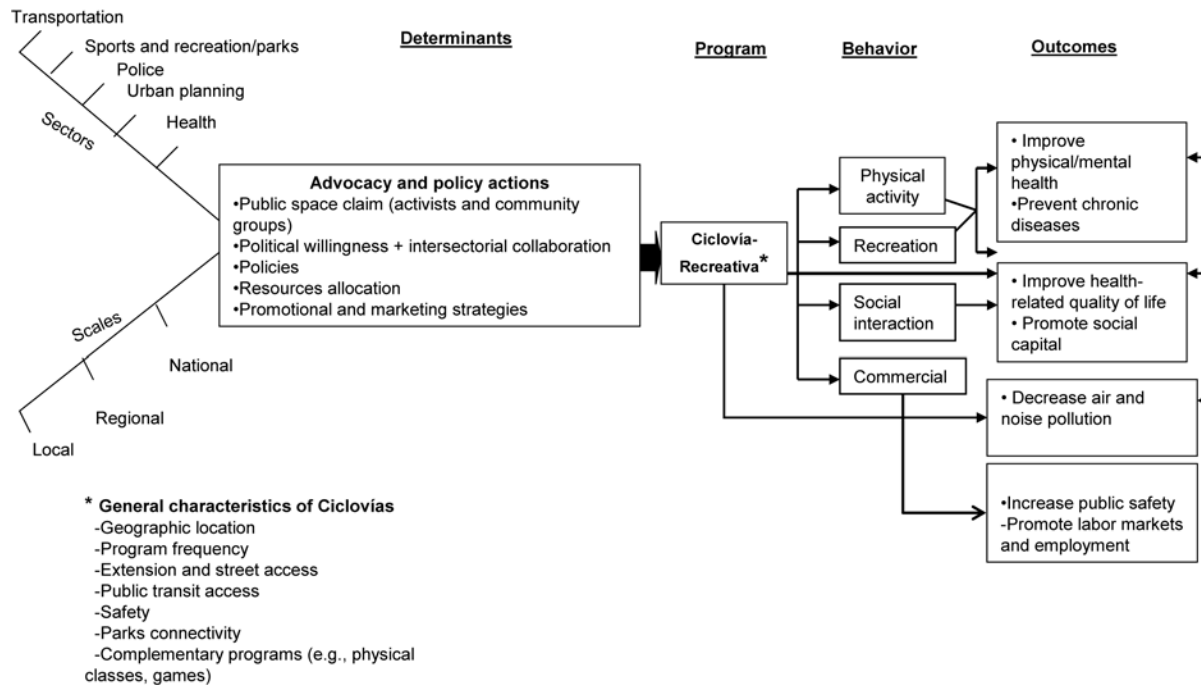 Transportation
Sports and recreation/parks
Police
Urban planning
Health
Sectors
Scales
National
Regional
Local
Determinants
Advocacy and policy actions
•Public space claim (activists and community
groups)
•Political willingness + intersectorial collaboration
•Policies
•Resources allocation
•Promotional and marketing strategies
Program
Ciclovía-
Recreativa*
Behavior
Physical
activity
Recreation
Social
interaction
Commercial
Outcomes
• Improve
physical/mental
health
• Prevent chronic
diseases
• Improve health-
related quality of life
• Promote social
capital
• Decrease air and
noise pollution
•Increase public safety
-Promote labor markets
and employment
* General characteristics of Ciclovías
-Geographic location
-Program frequency
-Extension and street access
-Public transit access
-Safety
-Parks connectivity
-Complementary programs (e.g., physical
classes, games)